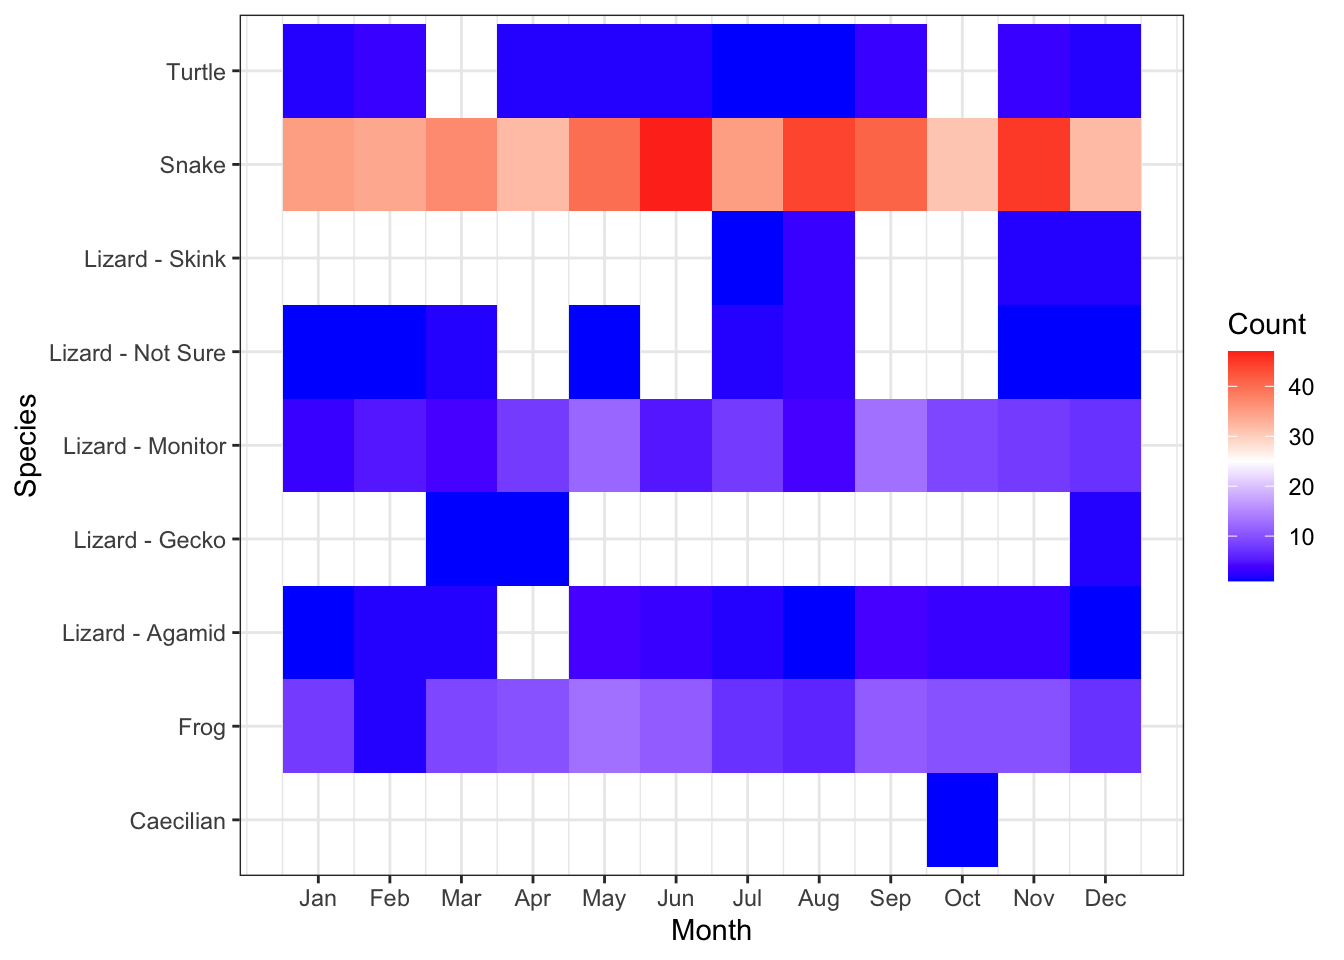 Turtle
Snake
Lizard - Skink
Lizard - Not Sure
Lizard - Monitor
Lizard - Gecko
Lizard - Agamid
Frog
Caecilian
Species
Jan Feb Mar Apr May Jun Jul Aug Sep Oct Nov Dec
Month
Count
40
30
20
10